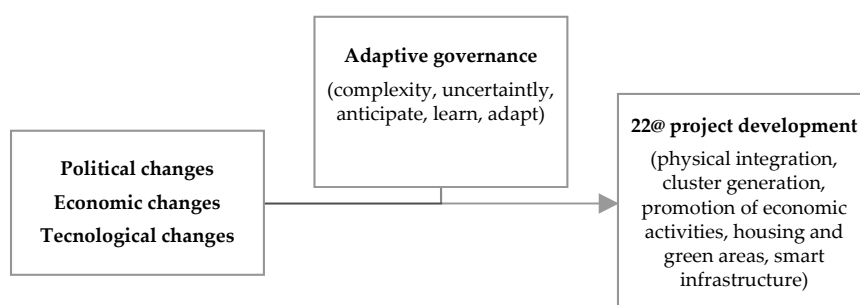 Adaptive governance
(complexity, uncertaintly,
anticipate, learn, adapt)
Political changes
Economic changes
Tecnological changes
22@ project development
(physical integration,
cluster generation,
promotion of economic
activities, housing and
green areas, smart
infrastructure)